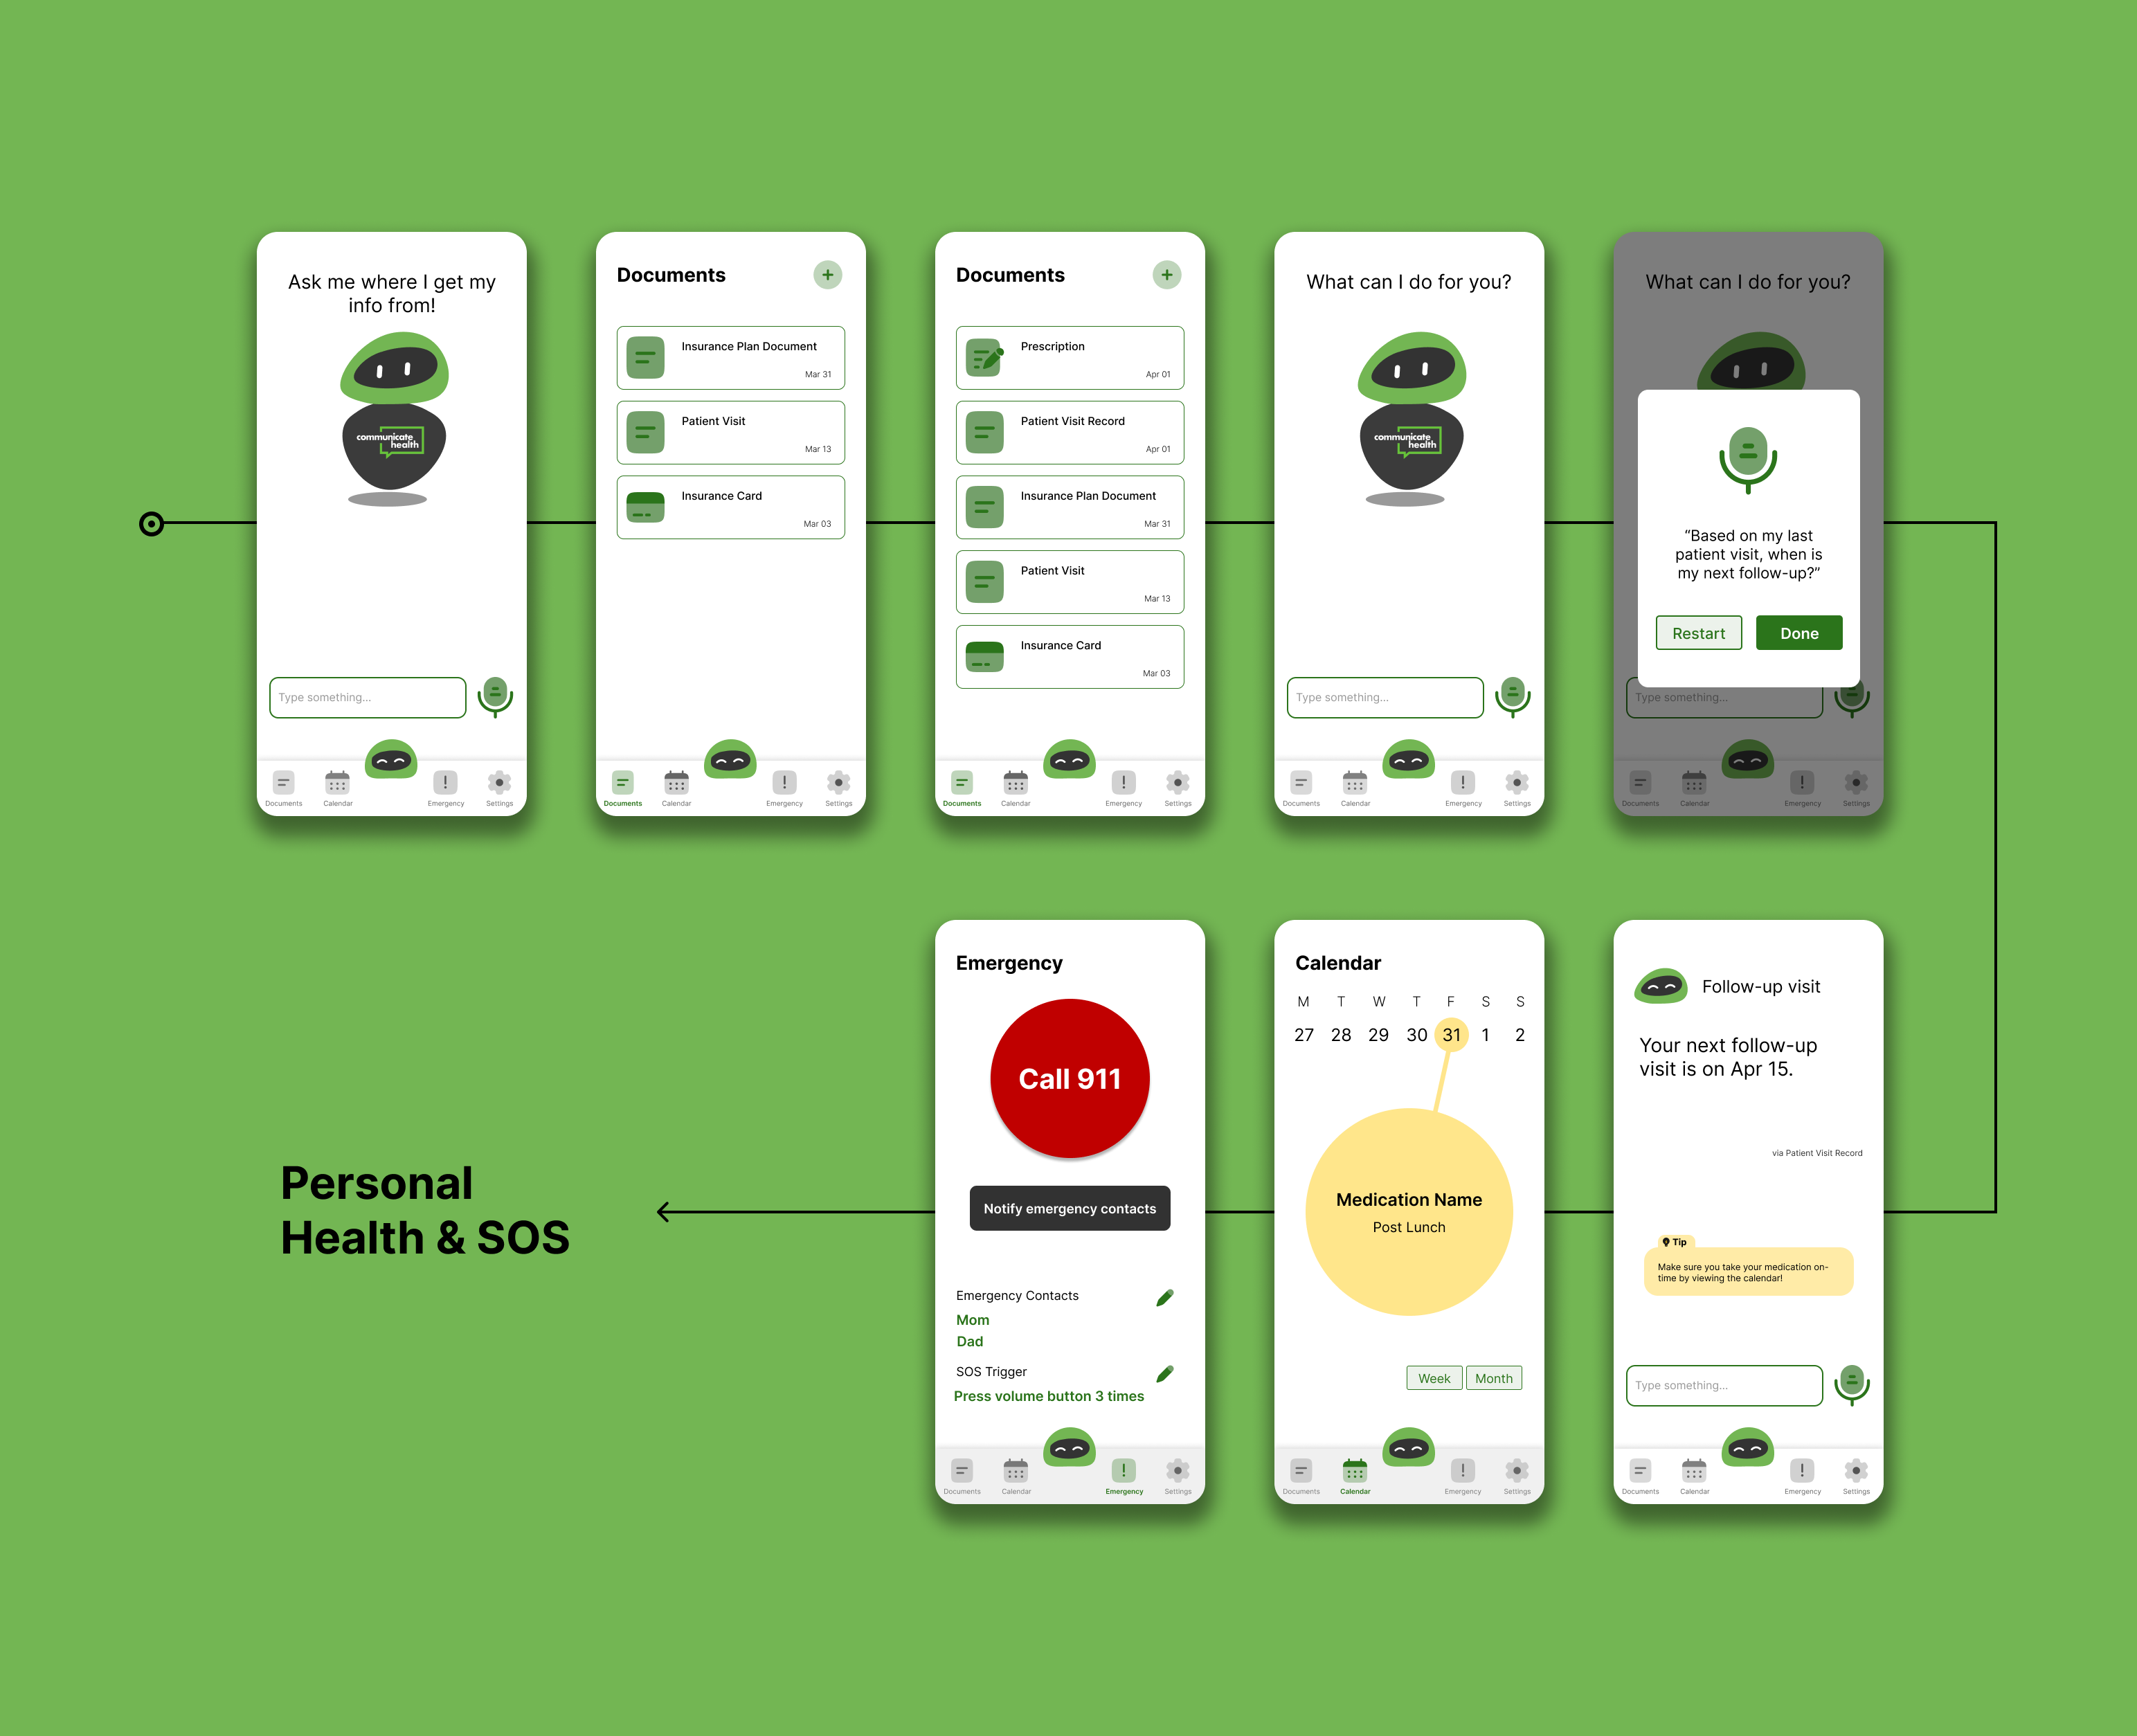 Ask me where I get my
info from!
communicate
health
Type something...
Documents
Calendar
Emergency
Settings
Documents
+
Insurance Plan Document
Mar 31
Patient Visit
Mar 13
Insurance Card
Mar 03
Documents
Calendar
Emergency
Settings
Documents
+
Prescription
Apr 01
Patient Visit Record
Apr 01
Insurance Plan Document
Mar 31
Patient Visit
Mar 13
Insurance Card
Mar 03
Documents
Calendar
Emergency
Settings
What can I do for you?
communicate
health
Type something...
Documents
Calendar
Emergency
Settings
What can I do for you?
“Based on my last
patient visit, when is
my next follow-up?”
Restart
Done
Type something...
Documents
Calendar
Emergency
Settings
Follow-up visit
Your next follow-up
visit is on Apr 15.
via Patient Visit Record
Tip
Make sure you take your medication on-
time by viewing the calendar!
Type something...
Documents
Calendar
Emergency
Settings
Calendar
M T W T F S S
27 28 29 30 31 1 2
Medication Name
Post Lunch
Week
Month
Documents
Calendar
Emergency
Settings
Emergency
Call 911
Notify emergency contacts
Emergency Contacts
Mom
Dad
SOS Trigger
Press volume button 3 times
Documents
Calendar
Emergency
Settings
Personal
Health & SOS